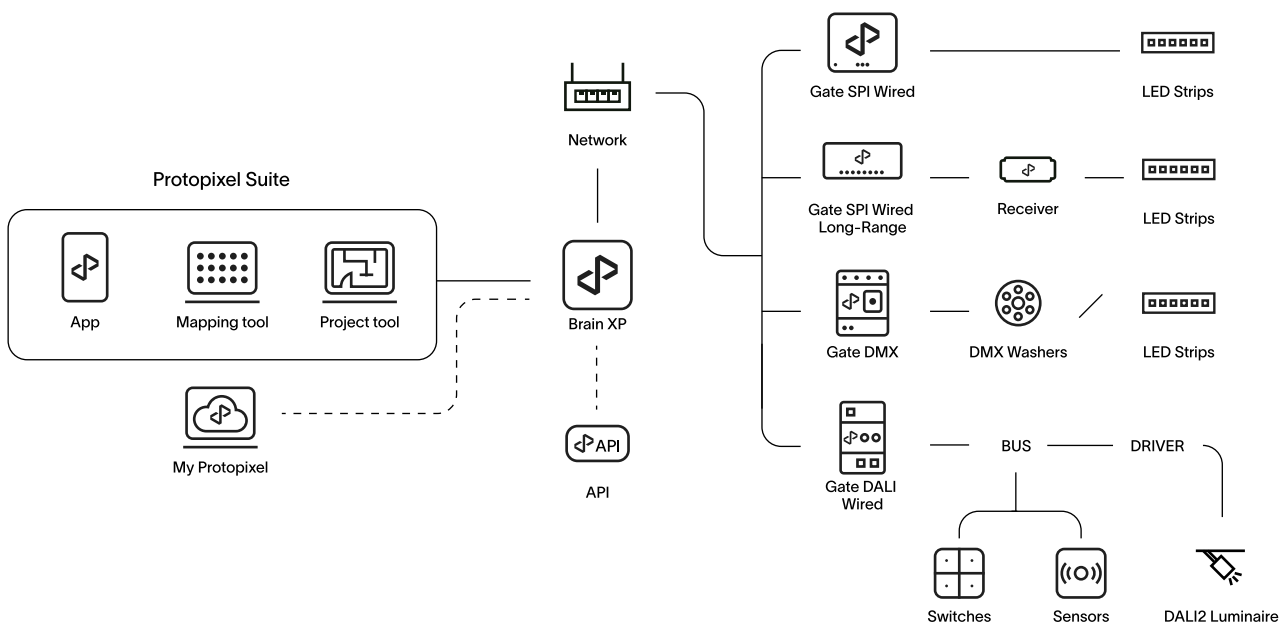 Protopixel Suite
App
Mapping tool
Project tool
My Protopixel
Network
Brain XP
API
API
Gate SPI Wired
LED Strips
Gate SPI Wired
Long-Range
Receiver
LED Strips
Gate DMX
DMX Washers
LED Strips
Gate DALI
Wired
BUS
DRIVER
Switches
Sensors
DALI2 Luminaire